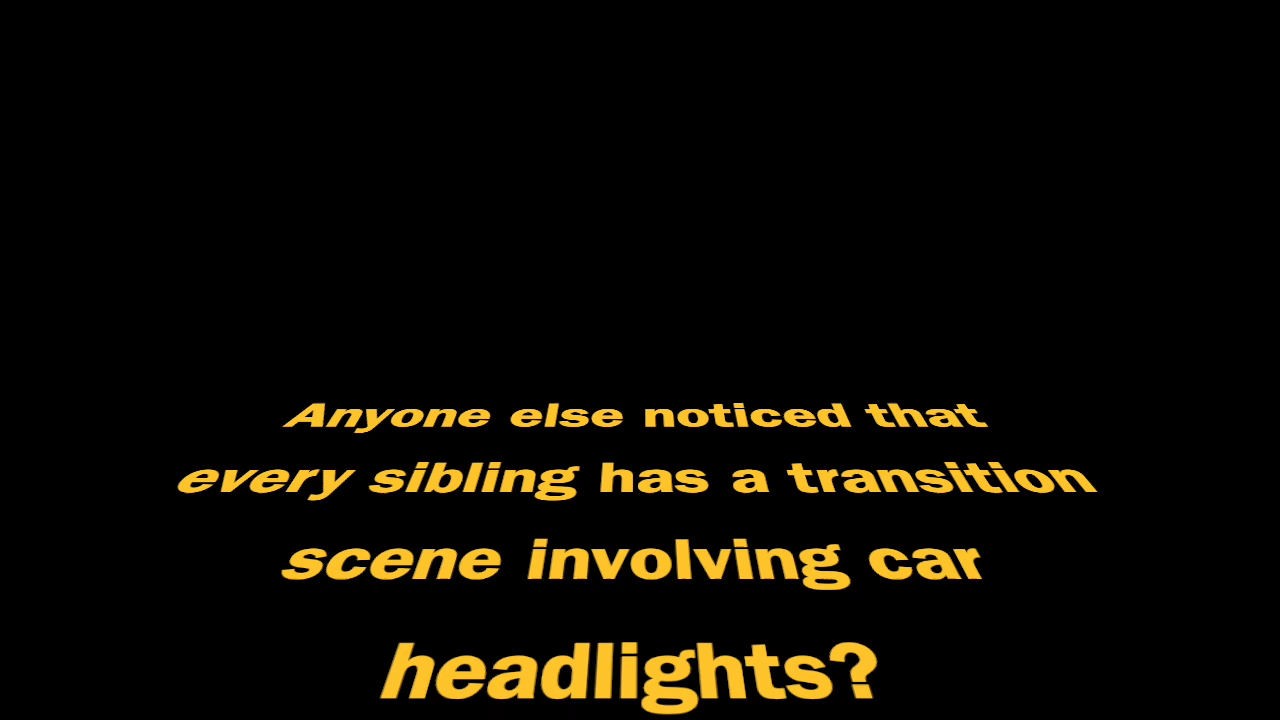 Anyone else noticed that
every sibling has a transition
scene involving car
headlights?